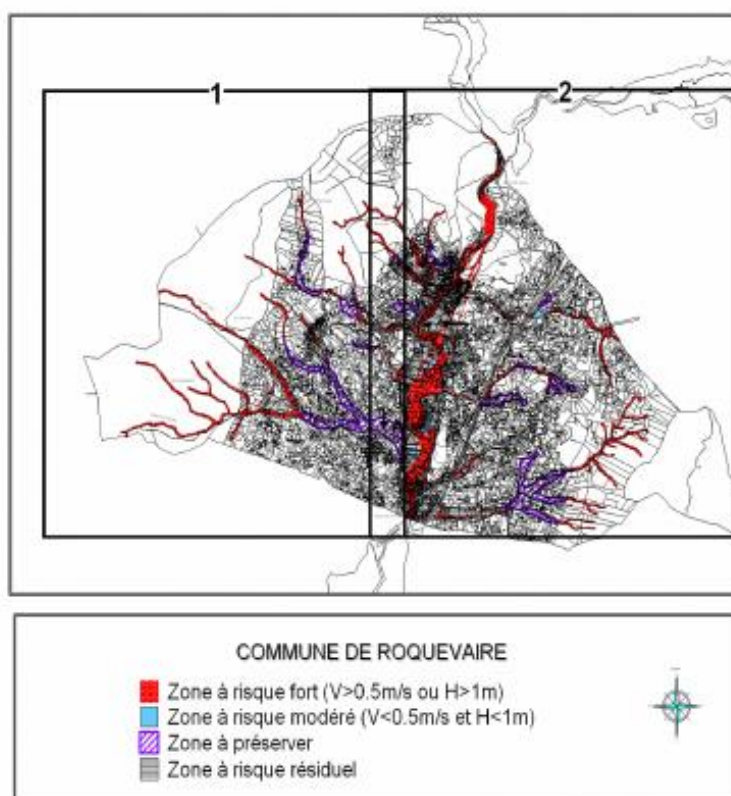 1
2
COMMUNE DE ROQUEVAIRE
Zone à risque fort (V>0.5m/s ou H>1m)
Zone à risque modéré (V<0.5m/s et H<1m)
Zone à préserver
Zone à risque résiduel